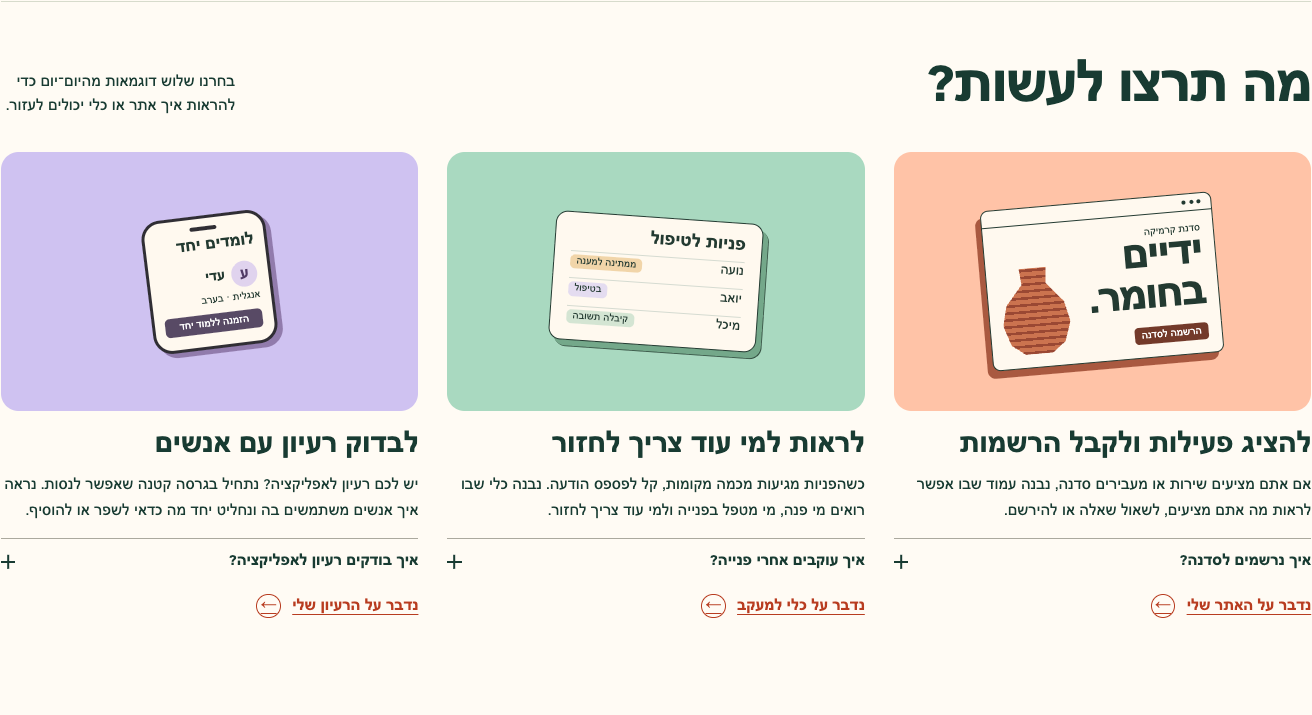 מה תרצו לעשות?
בחרנו שלוש דוגמאות מהיום־יום כדי
להראות איך אתר או כלי יכולים לעזור.
סדנת קרמיקה
ידיים
בחומר.
הרשמה לסדנה
להציג פעילות ולקבל הרשמות
אם אתם מציעים שירות או מעבירים סדנה, נבנה עמוד שבו אפשר
לראות מה אתם מציעים, לשאול שאלה או להירשם.
איך נרשמים לסדנה?
נדבר על האתר שלי
פניות לטיפול
נועה ממתינה למענה
יואב בטיפול
מיכל קיבלה תשובה
לראות למי עוד צריך לחזור
כשהפניות מגיעות מכמה מקומות, קל לפספס הודעה. נבנה כלי שבו
רואים מי פנה, מי מטפל בפנייה ולמי עוד צריך לחזור.
איך עוקבים אחרי פנייה?
נדבר על כלי למעקב
לומדים יחד
ע עדי
אנגלית · בערב
הזמנה ללמוד יחד
לבדוק רעיון עם אנשים
יש לכם רעיון לאפליקציה? נתחיל בגרסה קטנה שאפשר לנסות. נראה
איך אנשים משתמשים בה ונחליט יחד מה כדאי לשפר או להוסיף.
איך בודקים רעיון לאפליקציה?
נדבר על הרעיון שלי